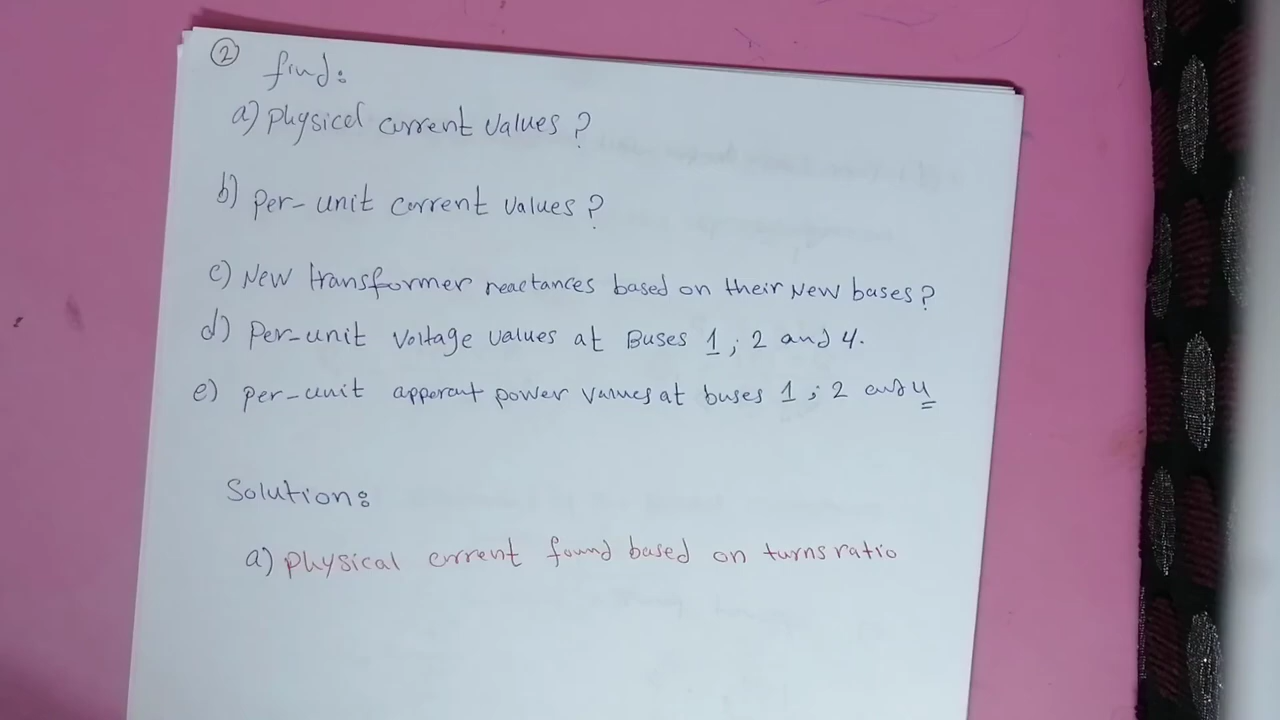 2 find:
a) physical current values ?
b) per-unit current values ?
c) New transformer reactances based on their New bases ?
d) Per-unit voltage values at Buses 1 ; 2 and 4.
e) per-unit apparent power values at buses 1 ; 2 and 4
Solution:
a) physical current found based on turns ratio